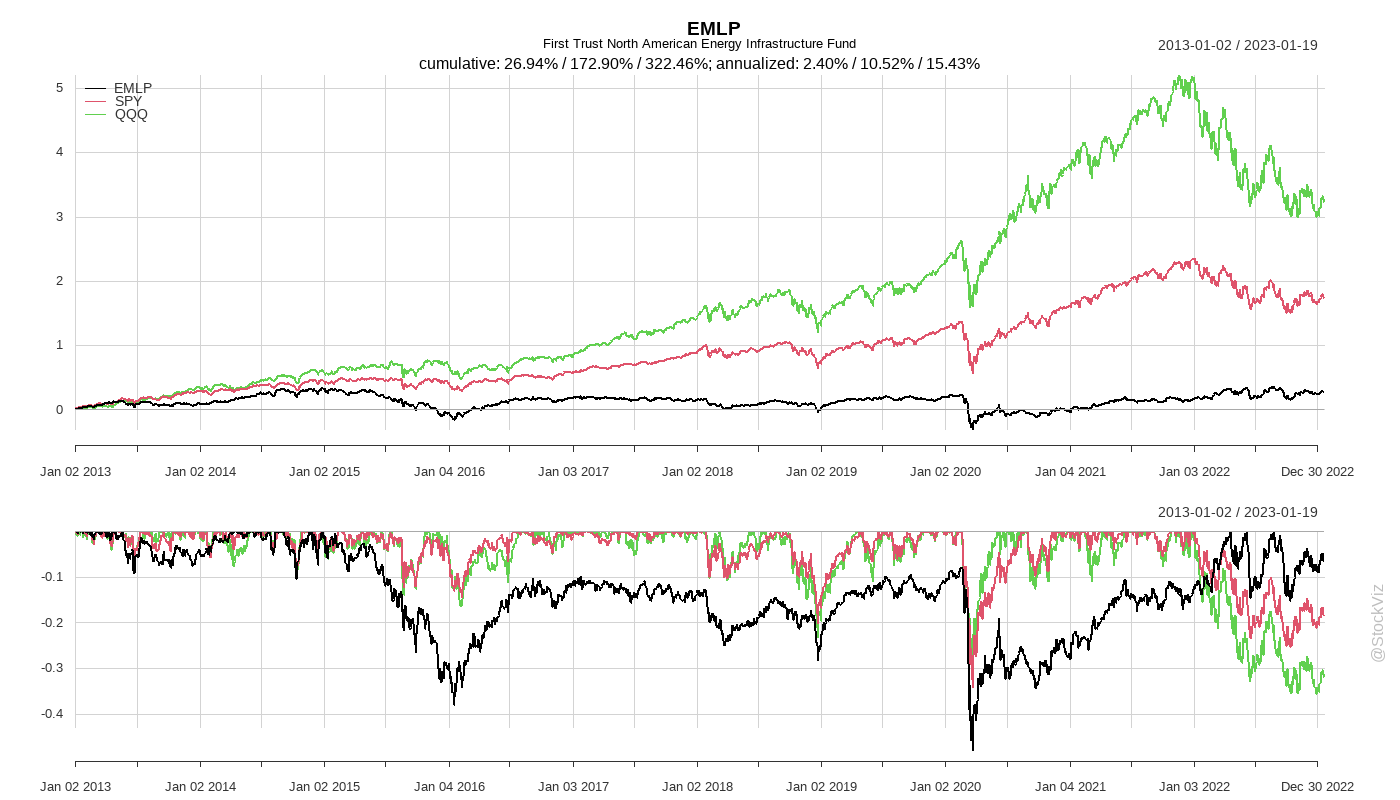 EMLP
First Trust North American Energy Infrastructure Fund
2013-01-02 / 2023-01-19
cumulative: 26.94% / 172.90% / 322.46%; annualized: 2.40% / 10.52% / 15.43%
EMLP
SPY
QQQ
5
4
3
2
1
0
Jan 02 2013 Jan 02 2014 Jan 02 2015 Jan 04 2016 Jan 03 2017 Jan 02 2018 Jan 02 2019 Jan 02 2020 Jan 04 2021 Jan 03 2022 Dec 30 2022
2013-01-02 / 2023-01-19
-0.1
-0.2
-0.3
-0.4
Jan 02 2013 Jan 02 2014 Jan 02 2015 Jan 04 2016 Jan 03 2017 Jan 02 2018 Jan 02 2019 Jan 02 2020 Jan 04 2021 Jan 03 2022 Dec 30 2022
@StockViz